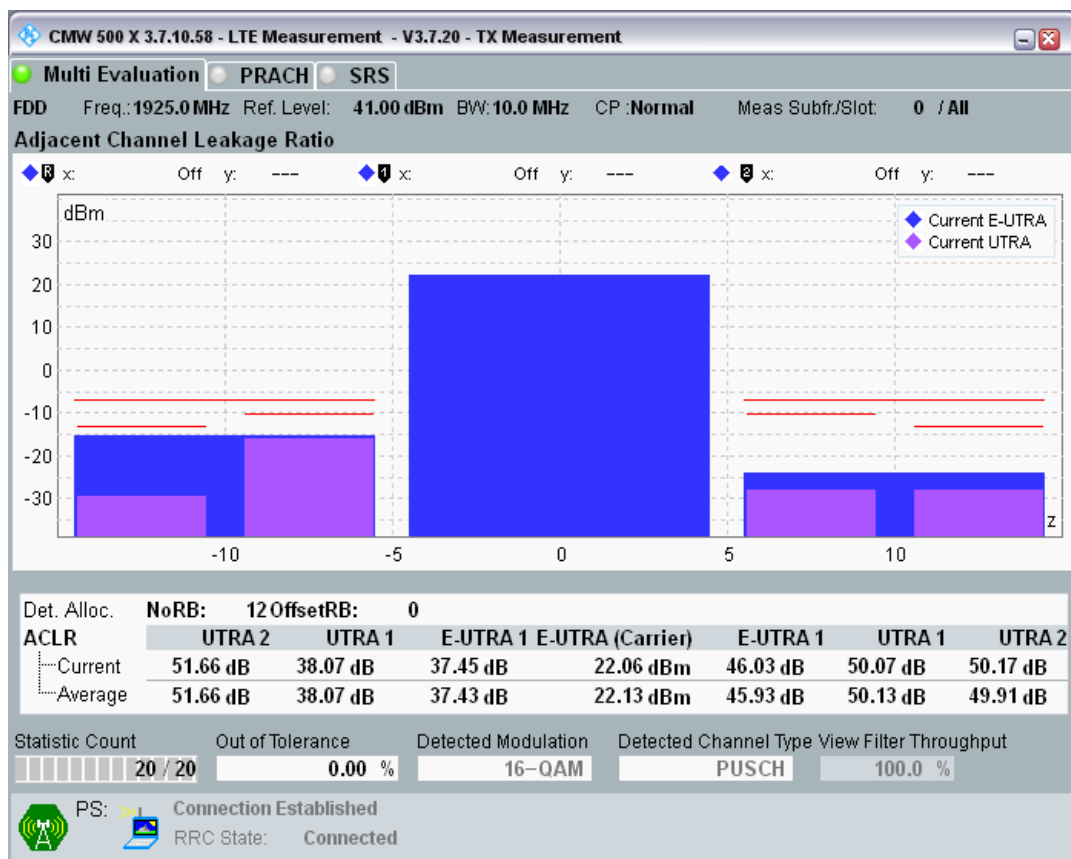 CMW 500 X 3.7.10.58 - LTE Measurement - V3.7.20 - TX Measurement
Multi Evaluation PRACH SRS
FDD Freq.: 1925.0 MHz Ref. Level: 41.00 dBm BW: 10.0 MHz CP : Normal Meas Subfr./Slot: 0 / All
Adjacent Channel Leakage Ratio
R x: Off y: --- 1 x: Off y: --- 2 x: Off y: ---
dBm
Current E-UTRA
Current UTRA
30
20
10
0
-10
-20
-30
z
-10 -5 0 5 10
Det. Alloc. NoRB: 12 OffsetRB: 0
ACLR UTRA 2 UTRA 1 E-UTRA 1 E-UTRA (Carrier) E-UTRA 1 UTRA 1 UTRA 2
Current 51.66 dB 38.07 dB 37.45 dB 22.06 dBm 46.03 dB 50.07 dB 50.17 dB
Average 51.66 dB 38.07 dB 37.43 dB 22.13 dBm 45.93 dB 50.13 dB 49.91 dB
Statistic Count Out of Tolerance Detected Modulation Detected Channel Type View Filter Throughput
20 / 20 0.00 % 16-QAM PUSCH 100.0 %
PS: Connection Established
RRC State: Connected